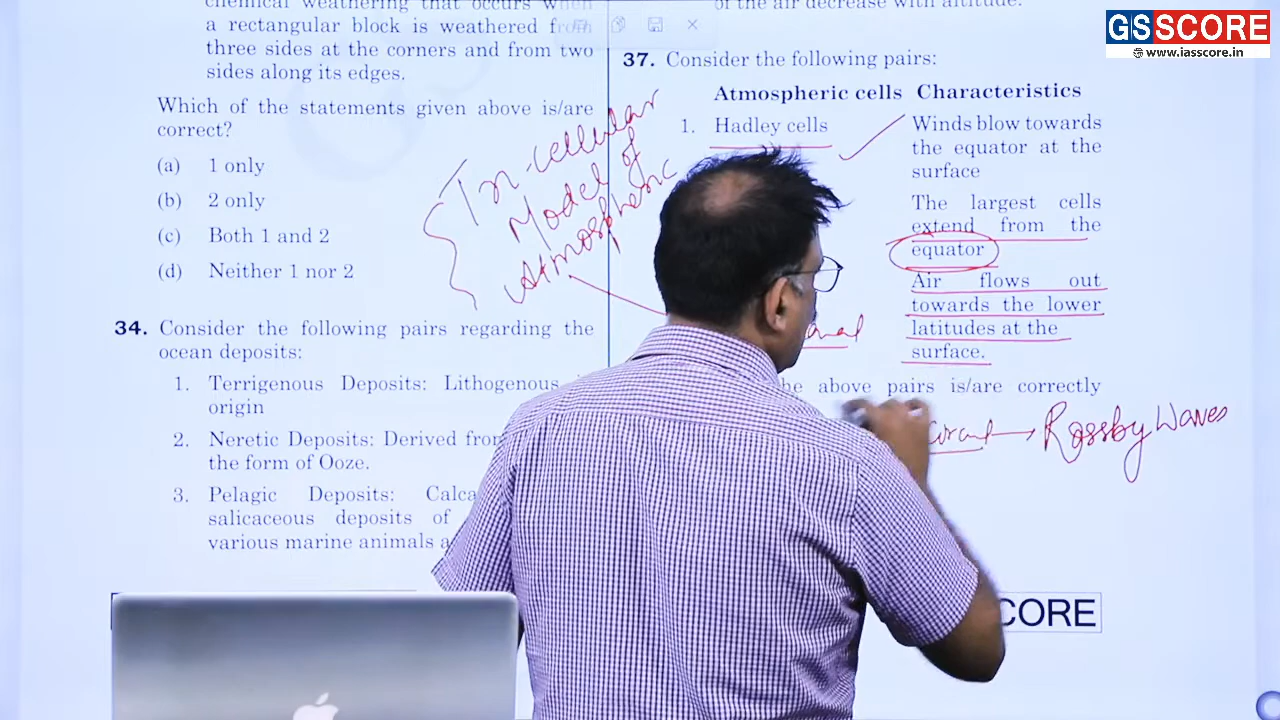 chemical weathering that occurs when
a rectangular block is weathered from
three sides at the corners and from two
sides along its edges.
Which of the statements given above is/are
correct?
(a) 1 only
(b) 2 only
(c) Both 1 and 2
(d) Neither 1 nor 2
34. Consider the following pairs regarding the
ocean deposits:
1. Terrigenous Deposits: Lithogenous
origin
2. Neretic Deposits: Derived from
the form of Ooze.
3. Pelagic Deposits:
salicaceous deposits of
various marine animals
Tri-cellular
Model of
Atmospheric
of the air decrease with altitude.
37. Consider the following pairs:
Atmospheric cells Characteristics
1. Hadley cells
Winds blow towards
the equator at the
surface
The largest cells
extend from the
equator
Air flows out
towards the lower
latitudes at the
surface.
the above pairs is/are correctly
Rossby Waves
CORE
GSSCORE
www.iasscore.in